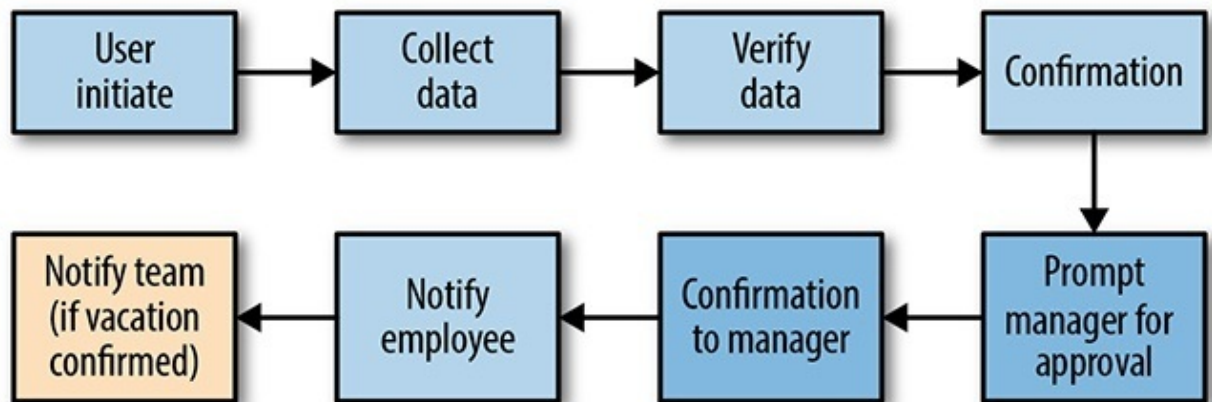 User
initiate
Collect
data
Verify
data
Confirmation
Notify team
(if vacation
confirmed)
Notify
employee
Confirmation
to manager
Prompt
manager for
approval